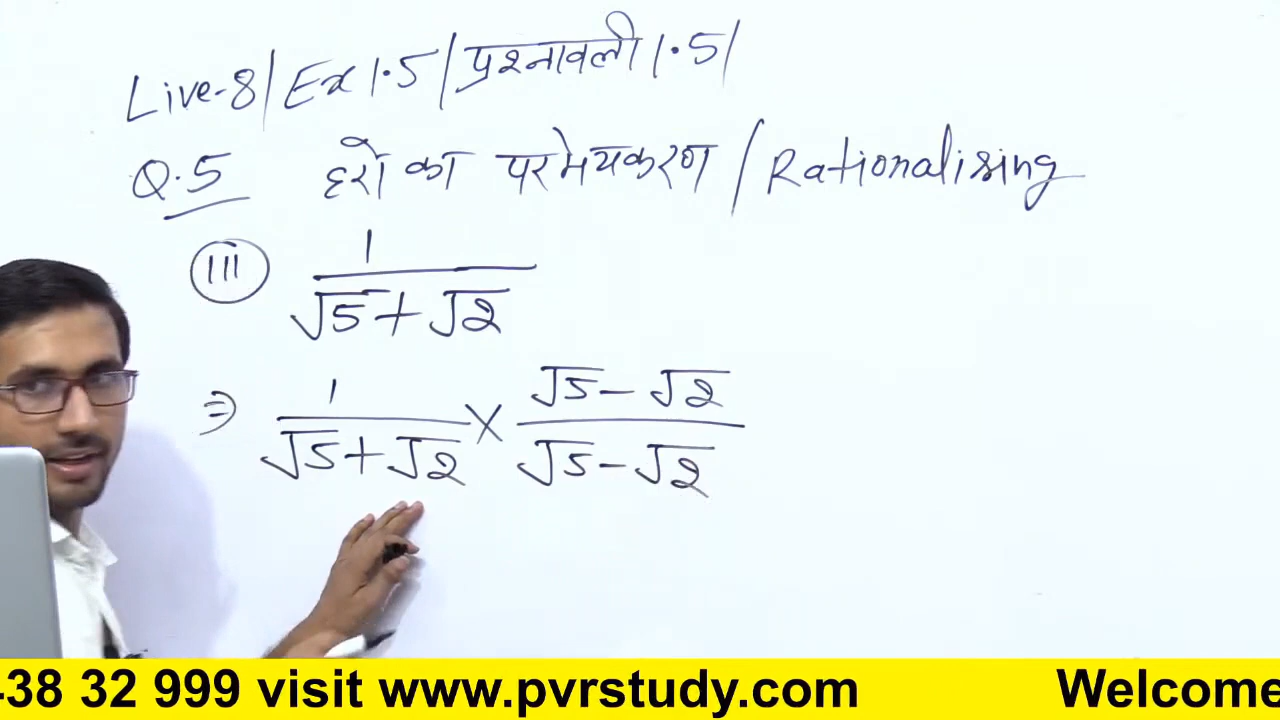 Live-8/ Ex 1.5/ प्रश्नावली 1.5/
Q.5 हरों का परमेयकरण / Rationalising
(iii) 1/(√5+√2)
⇒ 1/(√5+√2) × (√5-√2)/(√5-√2)
438 32 999 visit www.pvrstudy.com Welcome